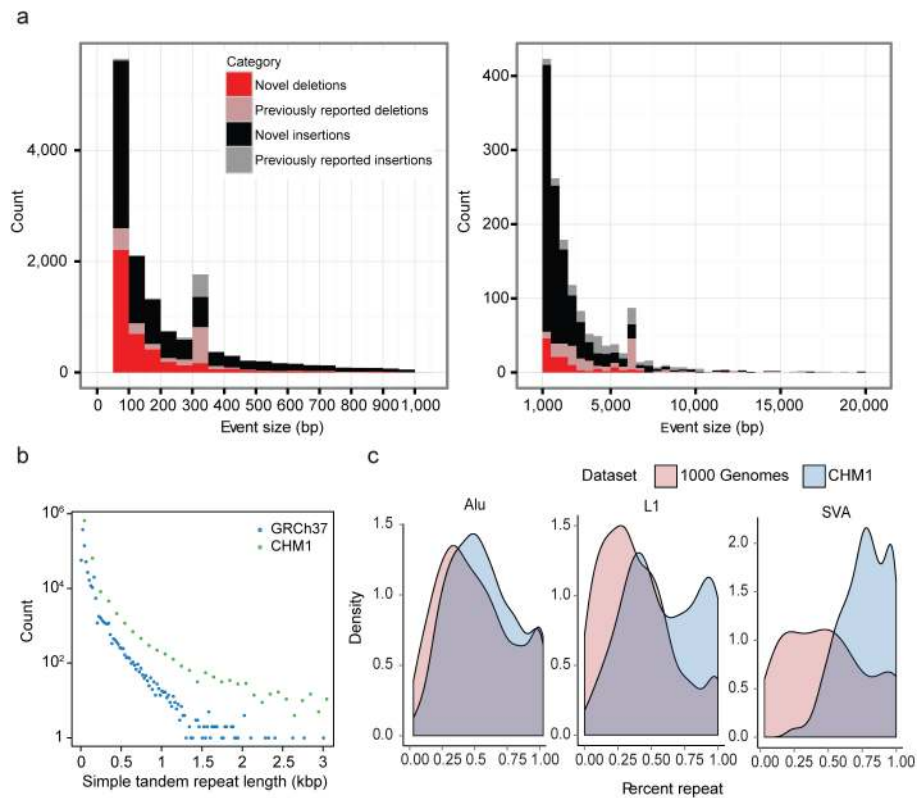 a
Category
Novel deletions
Previously reported deletions
Novel insertions
Previously reported insertions
Count
4,000
2,000
0
0 100 200 300 400 500 600 700 800 900 1,000
Event size (bp)
Count
400
300
200
100
0
1,000 5,000 10,000 15,000 20,000
Event size (bp)
b
GRCh37
CHM1
Count
10^6
10^4
10^2
1
0 0.5 1 1.5 2 2.5 3
Simple tandem repeat length (kbp)
c
Dataset 1000 Genomes CHM1
Alu
L1
SVA
Density
1.5
1.0
0.5
0.0
0.00 0.25 0.50 0.75 1.00
1.5
1.0
0.5
0.0
0.00 0.25 0.50 0.75 1.00
2.0
1.5
1.0
0.5
0.0
0.00 0.25 0.50 0.75 1.00
Percent repeat